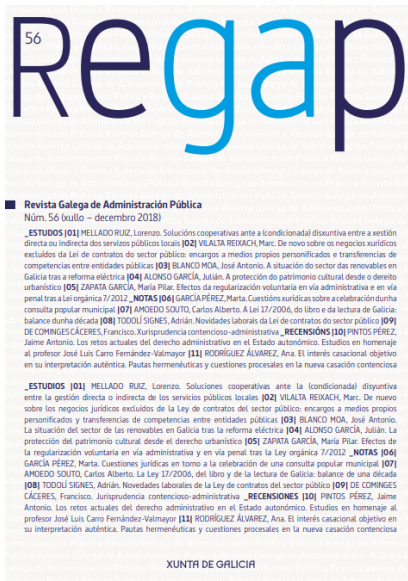 56
Regap
Revista Galega de Administración Pública
Núm. 56 (xullo – decembro 2018)
_ESTUDOS |01| MELLADO RUIZ, Lorenzo. Solucións cooperativas ante a (condicionada) disxuntiva entre a xestión
directa ou indirecta dos servizos públicos locais |02| VILALTA REIXACH, Marc. De novo sobre os negocios xurídicos
excluídos da Lei de contratos do sector público: encargos a medios propios personificados e transferencias de
competencias entre entidades públicas |03| BLANCO MOA, José Antonio. A situación do sector das renovables en
Galicia tras a reforma eléctrica |04| ALONSO GARCÍA, Julián. A protección do patrimonio cultural desde o dereito
urbanístico |05| ZAPATA GARCÍA, María Pilar. Efectos da regularización voluntaria en vía administrativa e en vía
penal tras a Lei orgánica 7/2012 _NOTAS |06| GARCÍA PÉREZ, Marta. Cuestións xurídicas sobre a celebración dunha
consulta popular municipal |07| AMOEDO SOUTO, Carlos Alberto. A Lei 17/2006, do libro e da lectura de Galicia:
balance dunha década |08| TODOLÍ SIGNES, Adrián. Novidades laborais da Lei de contratos do sector público |09|
DE COMINGES CÁCERES, Francisco. Xurisprudencia contencioso-administrativa _RECENSIÓNS |10| PINTOS PÉREZ,
Jaime Antonio. Los retos actuales del derecho administrativo en el Estado autonómico. Estudios en homenaje
al profesor José Luis Carro Fernández-Valmayor |11| RODRÍGUEZ ÁLVAREZ, Ana. El interés casacional objetivo
en su interpretación auténtica. Pautas hermenéuticas y cuestiones procesales en la nueva casación contenciosa
_ESTUDIOS |01| MELLADO RUIZ, Lorenzo. Soluciones cooperativas ante la (condicionada) disyuntiva
entre la gestión directa o indirecta de los servicios públicos locales |02| VILALTA REIXACH, Marc. De nuevo
sobre los negocios jurídicos excluidos de la Ley de contratos del sector público: encargos a medios propios
personificados y transferencias de competencias entre entidades públicas |03| BLANCO MOA, José Antonio.
La situación del sector de las renovables en Galicia tras la reforma eléctrica |04| ALONSO GARCÍA, Julián. La
protección del patrimonio cultural desde el derecho urbanístico |05| ZAPATA GARCÍA, María Pilar. Efectos de
la regularización voluntaria en vía administrativa y en vía penal tras la Ley orgánica 7/2012 _NOTAS |06|
GARCÍA PÉREZ, Marta. Cuestiones jurídicas en torno a la celebración de una consulta popular municipal |07|
AMOEDO SOUTO, Carlos Alberto. La Ley 17/2006, del libro y de la lectura de Galicia: balance de una década
|08| TODOLÍ SIGNES, Adrián. Novedades laborales de la Ley de contratos del sector público |09| DE COMINGES
CÁCERES, Francisco. Jurisprudencia contencioso-administrativa _RECENSIONES |10| PINTOS PÉREZ, Jaime
Antonio. Los retos actuales del derecho administrativo en el Estado autonómico. Estudios en homenaje al
profesor José Luis Carro Fernández-Valmayor |11| RODRÍGUEZ ÁLVAREZ, Ana. El interés casacional objetivo en
su interpretación auténtica. Pautas hermenéuticas y cuestiones procesales en la nueva casación contenciosa
XUNTA DE GALICIA